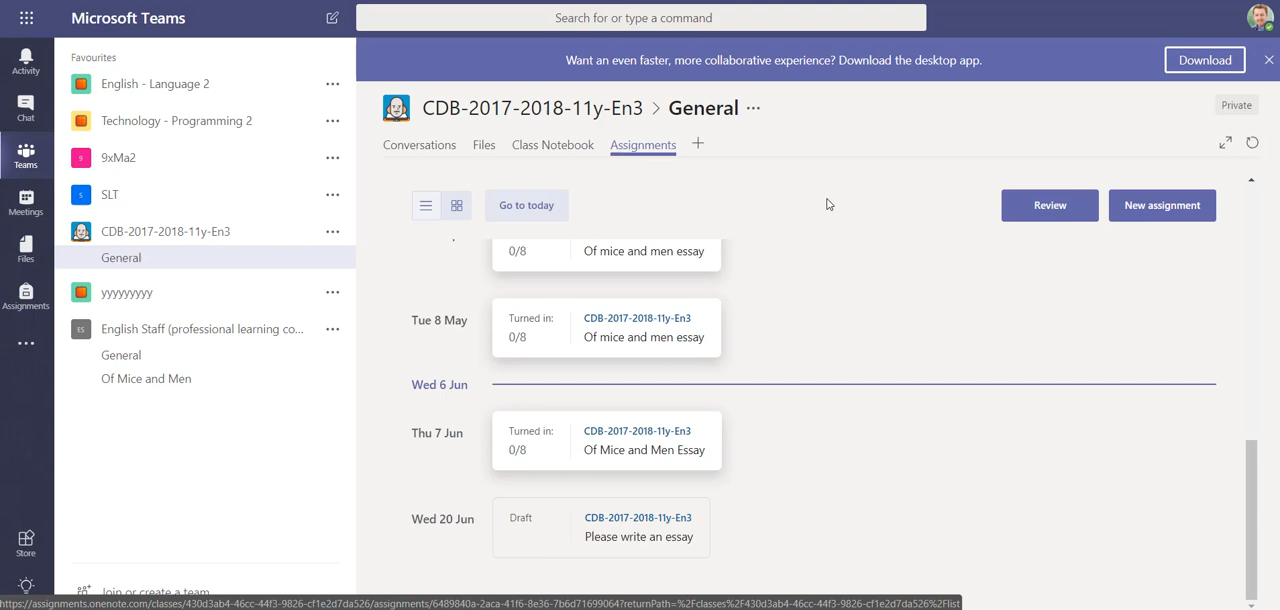 Microsoft Teams
Search for or type a command
Want an even faster, more collaborative experience? Download the desktop app.
Download
Activity
Chat
Teams
Meetings
Files
Assignments
Store
Favourites
English - Language 2
Technology - Programming 2
9
9xMa2
S
SLT
CDB-2017-2018-11y-En3
General
yyyyyyyyy
ES
English Staff (professional learning co...
General
Of Mice and Men
Join or create a team
CDB-2017-2018-11y-En3 > General
Private
Conversations
Files
Class Notebook
Assignments
Go to today
Review
New assignment
0/8
Of mice and men essay
Tue 8 May
Turned in:
CDB-2017-2018-11y-En3
0/8
Of mice and men essay
Wed 6 Jun
Thu 7 Jun
Turned in:
CDB-2017-2018-11y-En3
0/8
Of Mice and Men Essay
Wed 20 Jun
Draft
CDB-2017-2018-11y-En3
Please write an essay
https://assignments.onenote.com/classes/430d3ab4-46cc-44f3-9826-cf1e2d7da526/assignments/6489840a-2aca-41f6-8e36-7b6d71699064?returnPath=%2Fclasses%2F430d3ab4-46cc-44f3-9826-cf1e2d7da526%2Flist